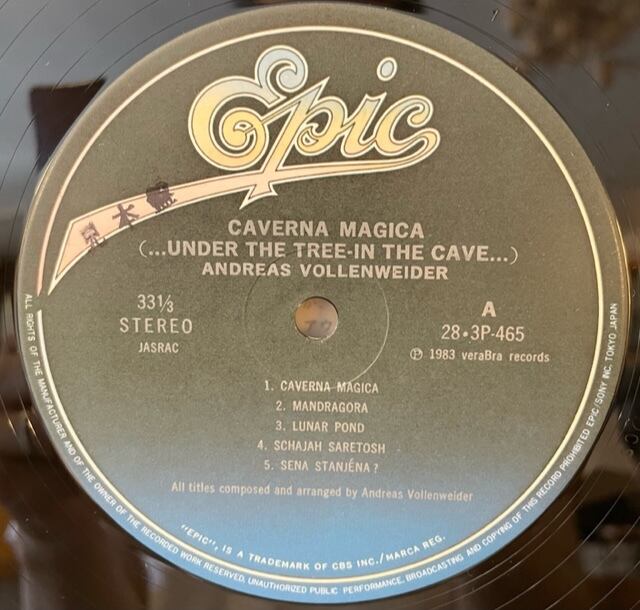 Epic
見本盤
CAVERNA MAGICA
(...UNDER THE TREE-IN THE CAVE...)
ANDREAS VOLLENWEIDER
33⅓
STEREO
JASRAC
A
28・3P-465
Ⓟ 1983 veraBra records
1. CAVERNA MAGICA
2. MANDRAGORA
3. LUNAR POND
4. SCHAJAH SARETOSH
5. SENA STANJÉNA?
All titles composed and arranged by Andreas Vollenweider
"EPIC", IS A TRADEMARK OF CBS INC./MARCA REG.
ALL RIGHTS OF THE MANUFACTURER AND OF THE OWNER OF THE RECORDED WORK RESERVED, UNAUTHORIZED PUBLIC PERFORMANCE, BROADCASTING AND COPYING OF THIS RECORD PROHIBITED EPIC/SONY INC. TOKYO JAPAN